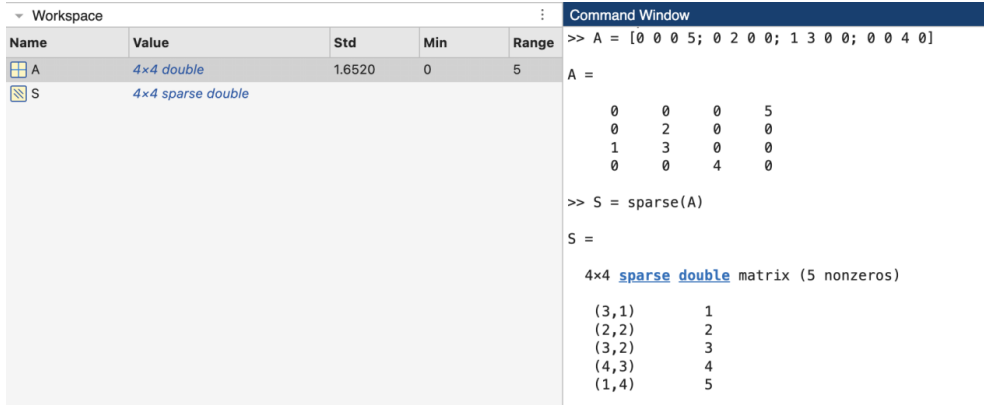 Workspace
Name Value Std Min Range
A 4×4 double 1.6520 0 5
S 4×4 sparse double
Command Window
>> A = [0 0 0 5; 0 2 0 0; 1 3 0 0; 0 0 4 0]
A =
0 0 0 5
0 2 0 0
1 3 0 0
0 0 4 0
>> S = sparse(A)
S =
4×4 sparse double matrix (5 nonzeros)
(3,1) 1
(2,2) 2
(3,2) 3
(4,3) 4
(1,4) 5